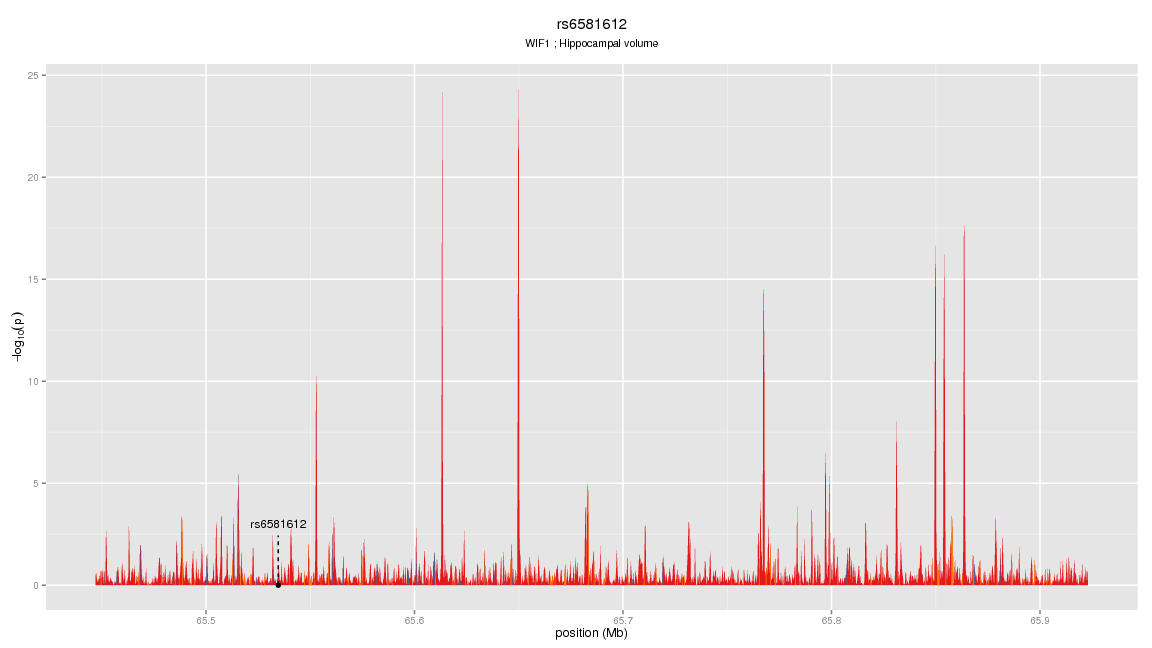 rs6581612
WIF1 ; Hippocampal volume
25
20
15
10
5
0
−log10(p)
rs6581612
65.5
65.6
65.7
65.8
65.9
position (Mb)